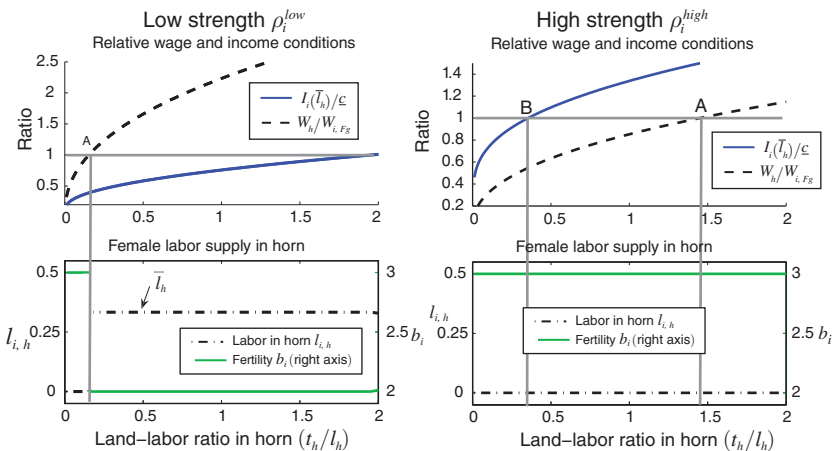 Low strength ρ_i^low
Relative wage and income conditions
2.5
2
1.5
1
0.5
Ratio
A
I_i(l̅_h)/c̲
W_h/W_{i, Fg}
0
0.5
1
1.5
2
Female labor supply in horn
0.5
0.25
0
l_{i, h}
l̅_h
Labor in horn l_{i, h}
Fertility b_i (right axis)
3
2.5
2
b_i
0
0.5
1
1.5
2
Land–labor ratio in horn (t_h/l_h)
High strength ρ_i^high
Relative wage and income conditions
1.4
1.2
1
0.8
0.6
0.4
0.2
Ratio
B
A
I_i(l̅_h)/c̲
W_h/W_{i, Fg}
0
0.5
1
1.5
2
Female labor supply in horn
0.5
0.25
0
l_{i, h}
Labor in horn l_{i, h}
Fertility b_i (right axis)
3
2.5
2
b_i
0
0.5
1
1.5
2
Land–labor ratio in horn (t_h/l_h)